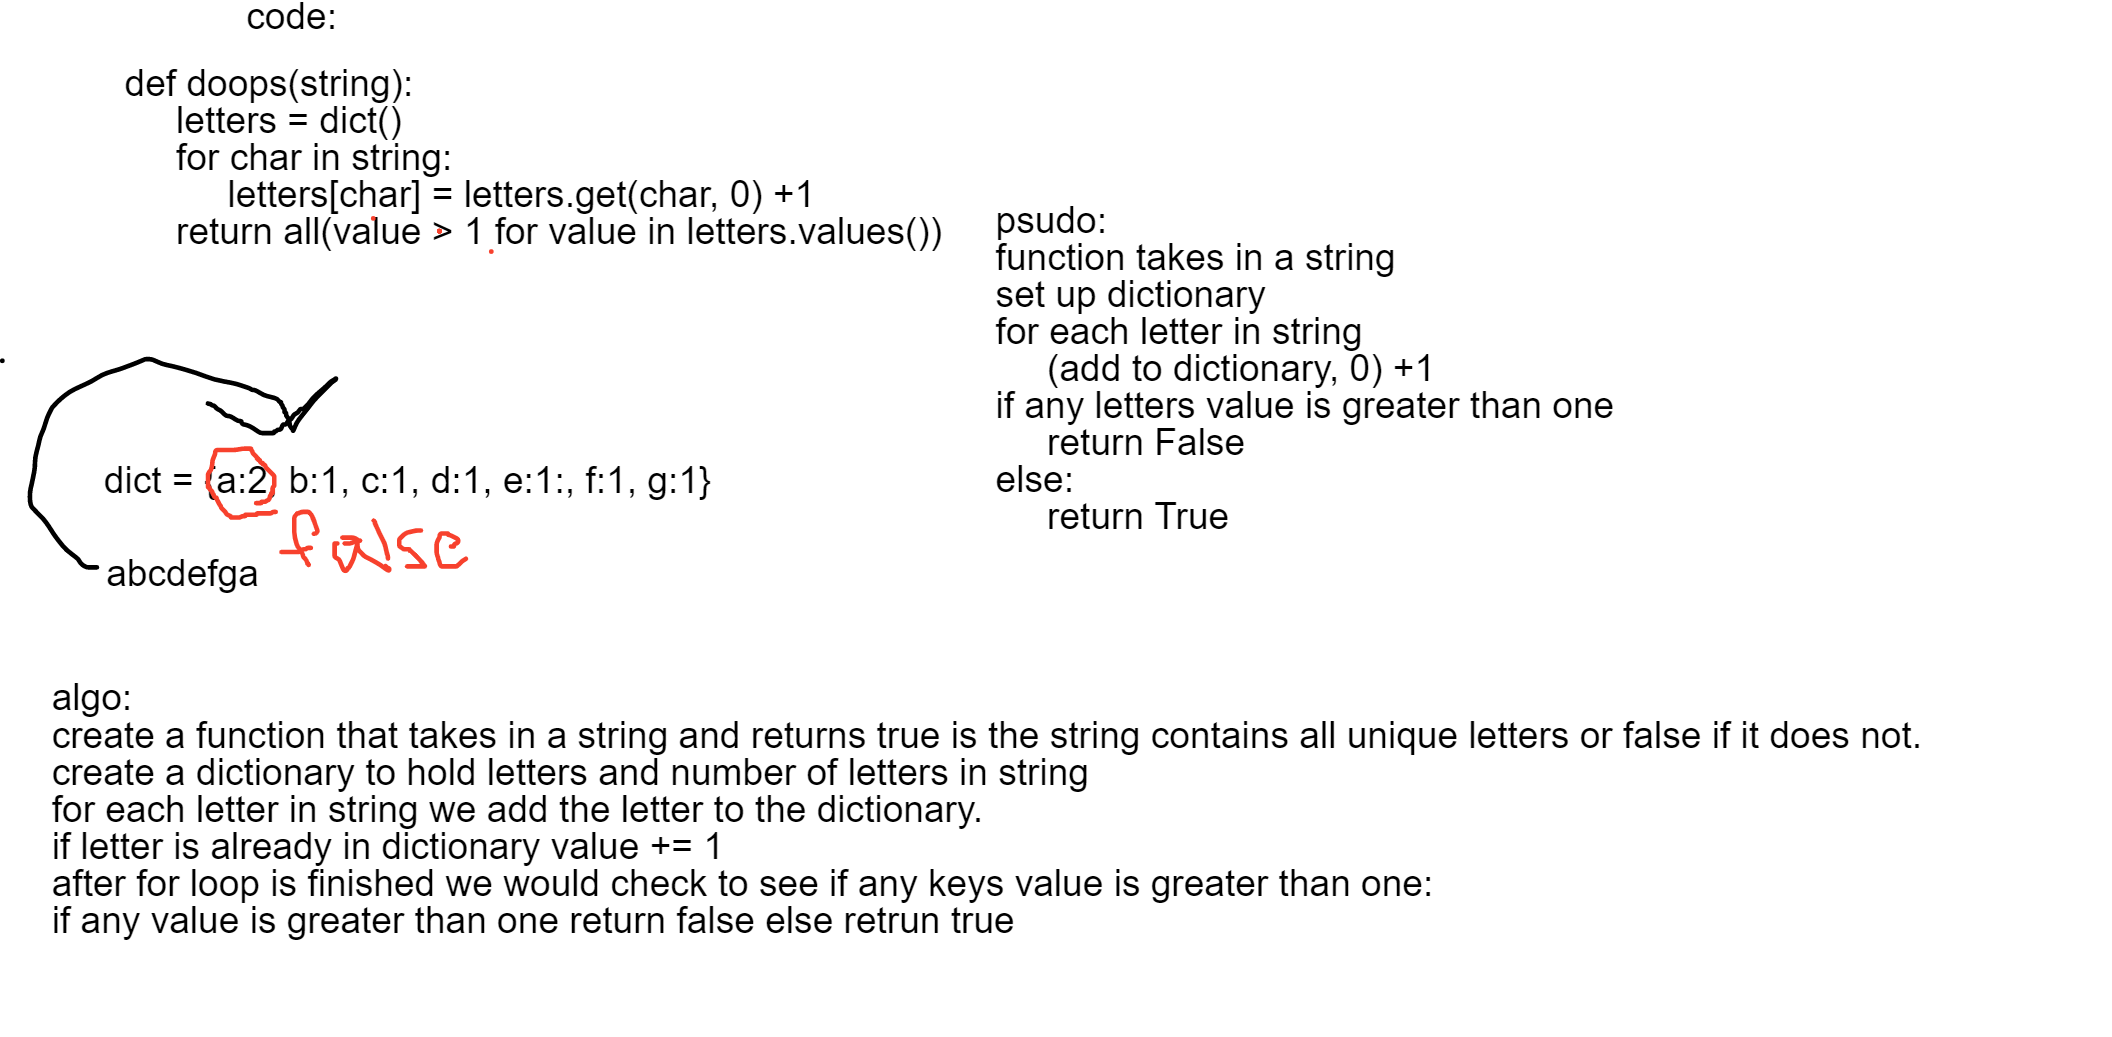 code:
def doops(string):
letters = dict()
for char in string:
letters[char] = letters.get(char, 0) +1
return all(value > 1 for value in letters.values())
psudo:
function takes in a string
set up dictionary
for each letter in string
(add to dictionary, 0) +1
if any letters value is greater than one
return False
else:
return True
dict = {a:2, b:1, c:1, d:1, e:1:, f:1, g:1}
false
abcdefga
algo:
create a function that takes in a string and returns true is the string contains all unique letters or false if it does not.
create a dictionary to hold letters and number of letters in string
for each letter in string we add the letter to the dictionary.
if letter is already in dictionary value += 1
after for loop is finished we would check to see if any keys value is greater than one:
if any value is greater than one return false else retrun true